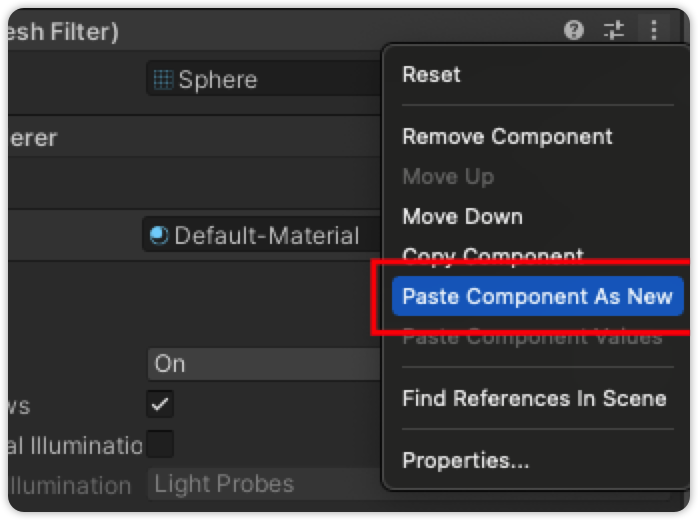 esh Filter)
Sphere
Reset
erer
Remove Component
Move Up
Move Down
Default-Material
Copy Component
Paste Component As New
Paste Component Values
On
ws
Find References In Scene
al Illuminatio
Illumination
Light Probes
Properties...